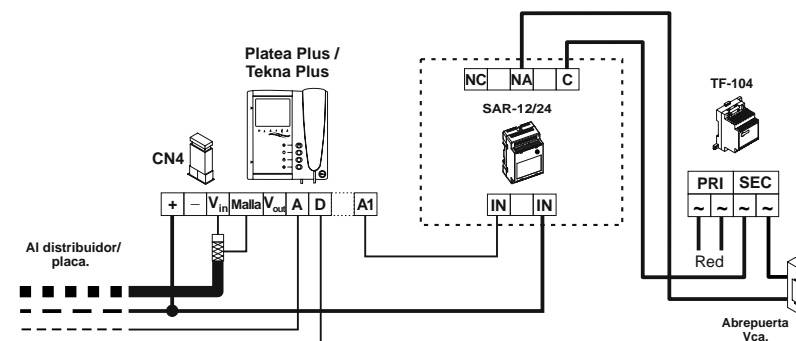 Platea Plus /
Tekna Plus
CN4
+ – Vin Malla Vout A D A1
Al distribuidor/
placa.
NC NA C
SAR-12/24
IN IN
TF-104
PRI SEC
~ ~ ~ ~
Red
Abrepuerta
Vca.